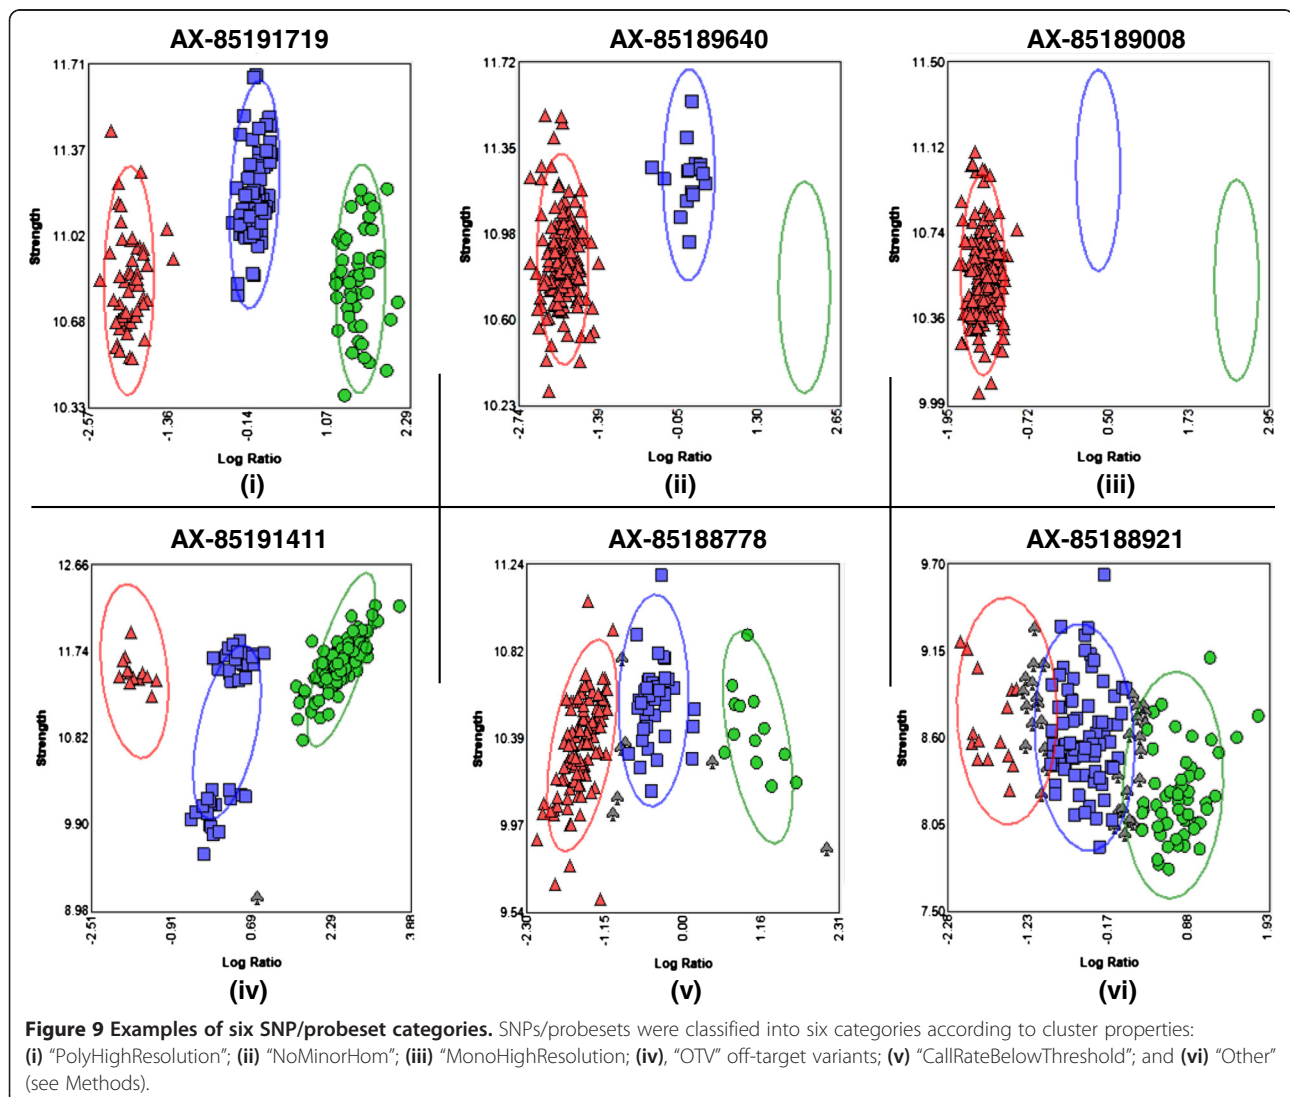 AX-85191719
AX-85189640
AX-85189008
11.71
11.37
11.02
10.68
10.33
Strength
-2.57
-1.36
-0.14
1.07
2.29
Log Ratio
(i)
11.72
11.35
10.98
10.60
10.23
Strength
-2.74
-1.39
-0.05
1.30
2.65
Log Ratio
(ii)
11.50
11.12
10.74
10.36
9.99
Strength
-1.95
-0.72
0.50
1.73
2.95
Log Ratio
(iii)
AX-85191411
AX-85188778
AX-85188921
12.66
11.74
10.82
9.90
8.98
Strength
-2.51
-0.91
0.69
2.29
3.88
Log Ratio
(iv)
11.24
10.82
10.39
9.97
9.54
Strength
-2.30
-1.15
0.00
1.16
2.31
Log Ratio
(v)
9.70
9.15
8.60
8.05
7.50
Strength
-2.28
-1.23
-0.17
0.88
1.93
Log Ratio
(vi)
Figure 9 Examples of six SNP/probeset categories. SNPs/probesets were classified into six categories according to cluster properties:
(i) “PolyHighResolution”; (ii) “NoMinorHom”; (iii) “MonoHighResolution; (iv), “OTV” off-target variants; (v) “CallRateBelowThreshold”; and (vi) “Other”
(see Methods).